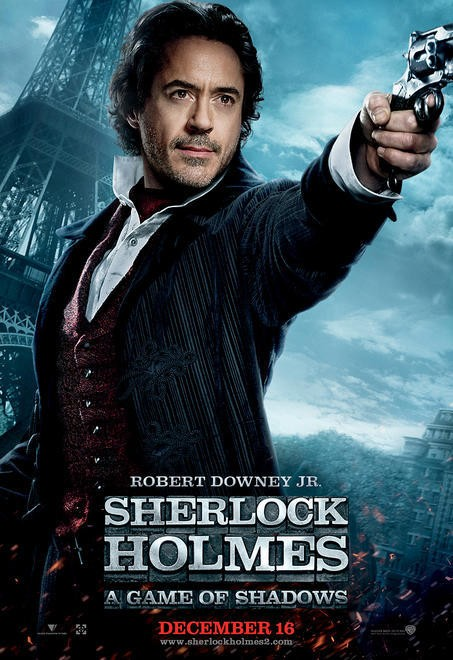 ROBERT DOWNEY JR.
SHERLOCK
HOLMES
A GAME OF SHADOWS
DECEMBER 16
www.sherlockholmes2.com